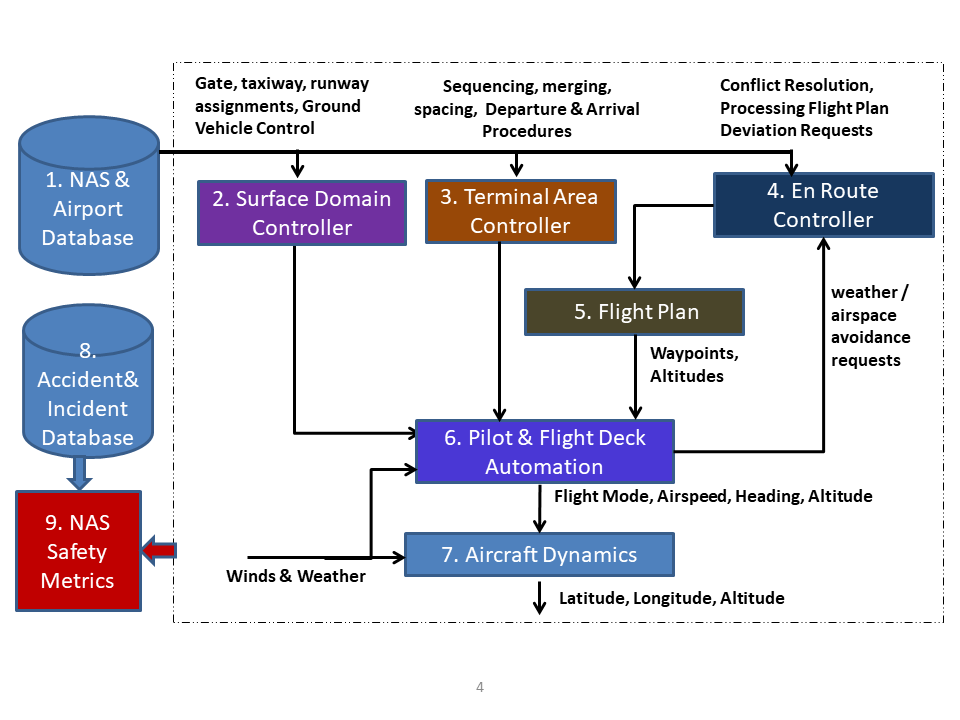 Gate, taxiway, runway
assignments, Ground
Vehicle Control
Sequencing, merging,
spacing, Departure & Arrival
Procedures
Conflict Resolution,
Processing Flight Plan
Deviation Requests
1. NAS &
Airport
Database
2. Surface Domain
Controller
3. Terminal Area
Controller
4. En Route
Controller
5. Flight Plan
weather /
airspace
avoidance
requests
Waypoints,
Altitudes
8.
Accident&
Incident
Database
6. Pilot & Flight Deck
Automation
Flight Mode, Airspeed, Heading, Altitude
9. NAS
Safety
Metrics
7. Aircraft Dynamics
Winds & Weather
Latitude, Longitude, Altitude
4